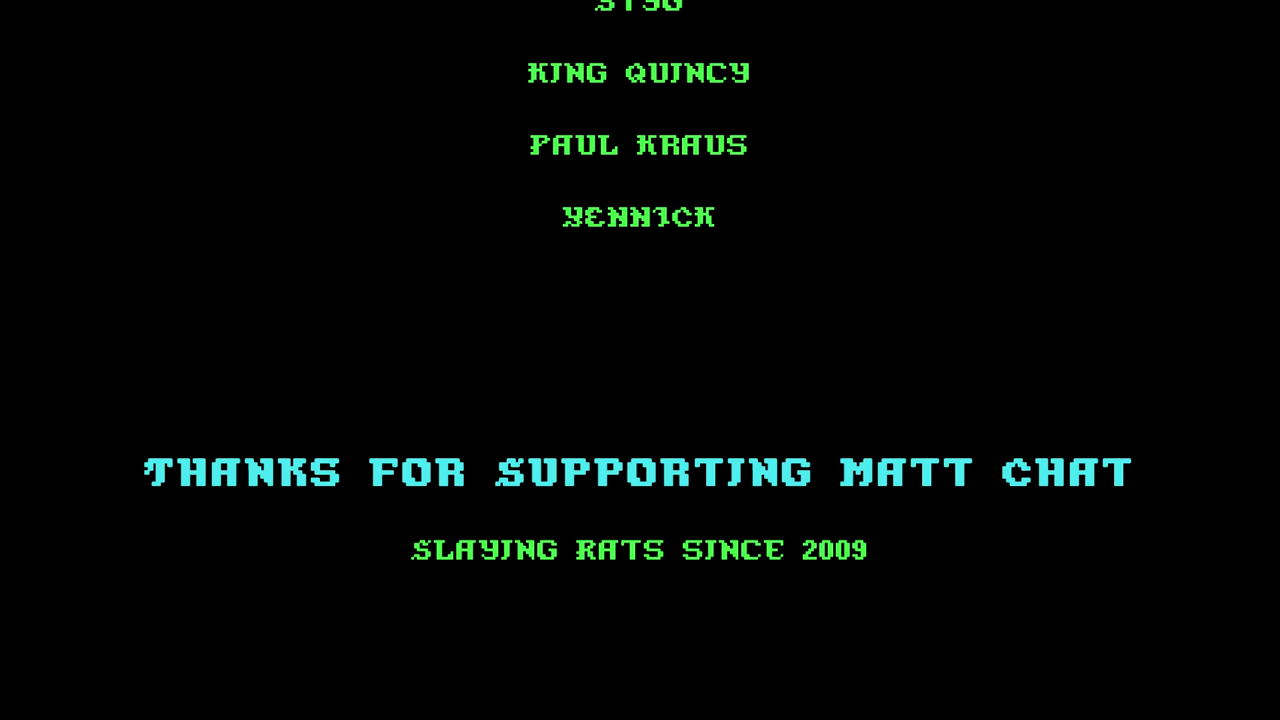 KING QUINCY
PAUL KRAUS
YENNICK
THANKS FOR SUPPORTING MATT CHAT
SLAYING RATS SINCE 2009